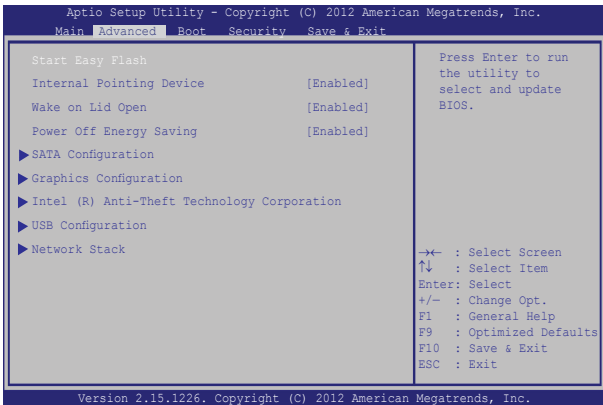 Aptio Setup Utility - Copyright (C) 2012 American Megatrends, Inc.
Main Advanced Boot Security Save & Exit
Start Easy Flash
Internal Pointing Device [Enabled]
Wake on Lid Open [Enabled]
Power Off Energy Saving [Enabled]
SATA Configuration
Graphics Configuration
Intel (R) Anti-Theft Technology Corporation
USB Configuration
Network Stack
Press Enter to run
the utility to
select and update
BIOS.
→← : Select Screen
↑↓ : Select Item
Enter: Select
+/— : Change Opt.
F1 : General Help
F9 : Optimized Defaults
F10 : Save & Exit
ESC : Exit
Version 2.15.1226. Copyright (C) 2012 American Megatrends, Inc.